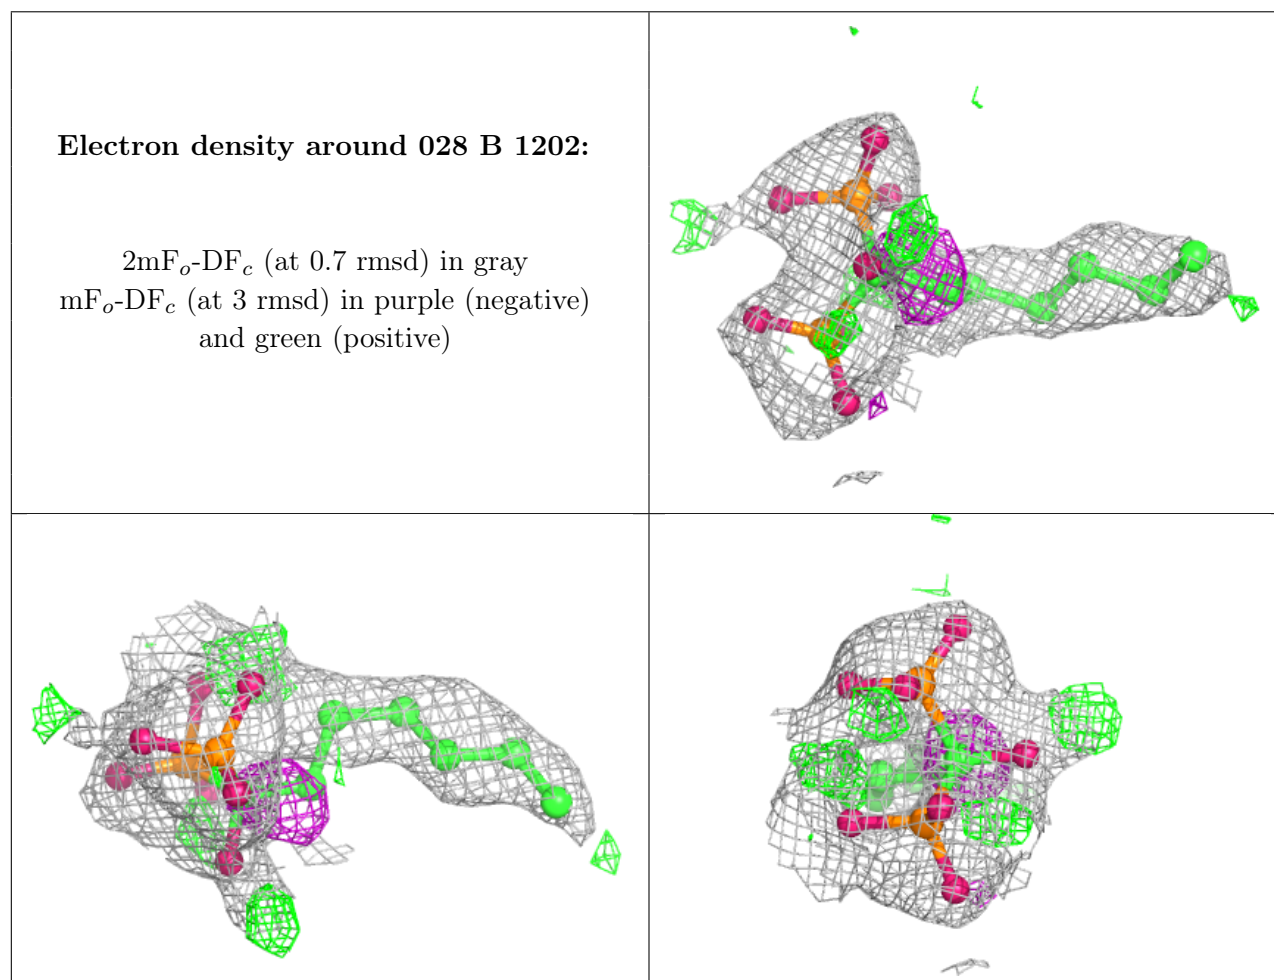 Electron density around 028 B 1202:
2mFo-DFc (at 0.7 rmsd) in gray
mFo-DFc (at 3 rmsd) in purple (negative)
and green (positive)